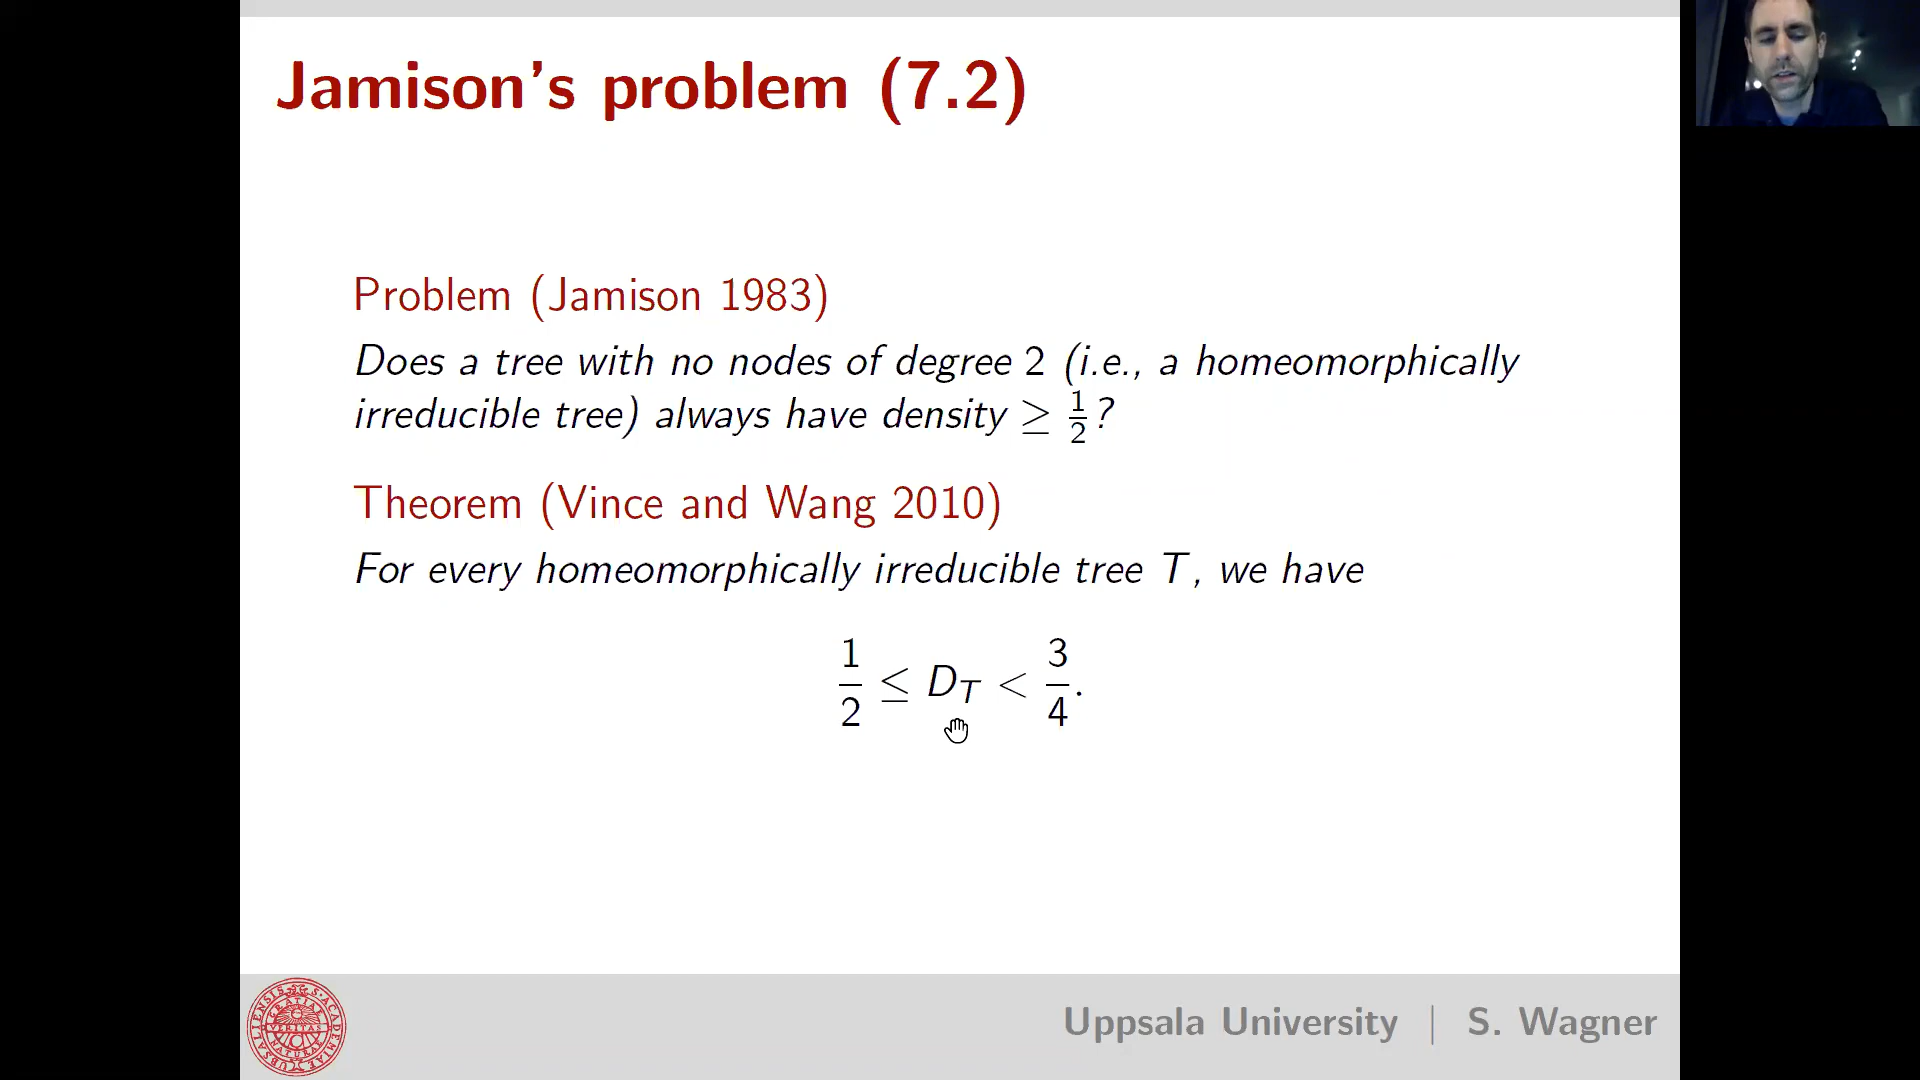 Jamison's problem (7.2)
Problem (Jamison 1983)
Does a tree with no nodes of degree 2 (i.e., a homeomorphically
irreducible tree) always have density ≥ 1/2?
Theorem (Vince and Wang 2010)
For every homeomorphically irreducible tree T, we have
1/2 ≤ D_T < 3/4.
Uppsala University | S. Wagner